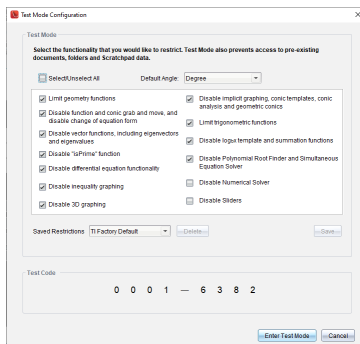 Test Mode Configuration
Test Mode
Select the functionality that you would like to restrict. Test Mode also prevents access to pre-existing
documents, folders and Scratchpad data.
Select/Unselect All
Default Angle:
Degree
Limit geometry functions
Disable function and conic grab and move, and
disable change of equation form
Disable vector functions, including eigenvectors
and eigenvalues
Disable "isPrime" function
Disable differential equation functionality
Disable inequality graphing
Disable 3D graphing
Disable implicit graphing, conic templates, conic
analysis and geometric conics
Limit trigonometric functions
Disable template and summation functions
Disable Polynomial Root Finder and Simultaneous
Equation Solver
Disable Numerical Solver
Disable Sliders
Saved Restrictions
TI Factory Default
Delete
Save
Test Code
0 0 0 1 — 6 3 8 2
Enter Test Mode
Cancel